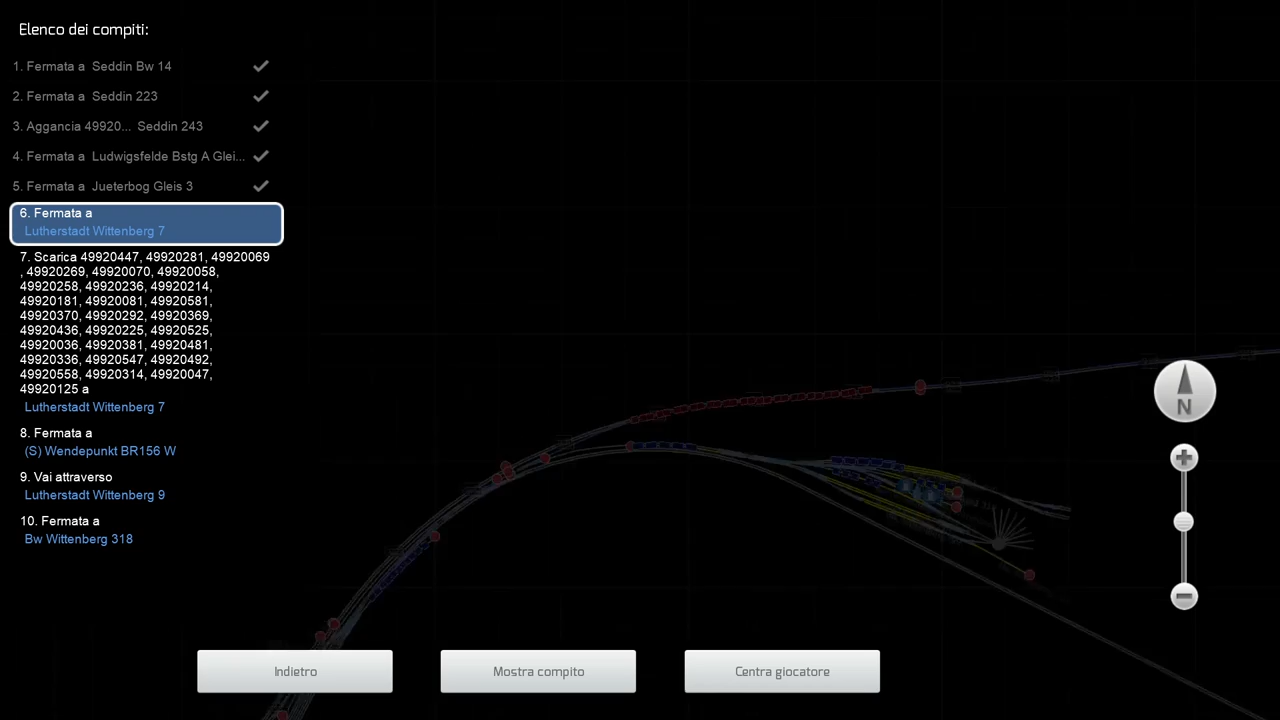 Elenco dei compiti:
1. Fermata a  Seddin Bw 14
2. Fermata a  Seddin 223
3. Aggancia 49920...  Seddin 243
4. Fermata a  Ludwigsfelde Bstg A Glei...
5. Fermata a  Jueterbog Gleis 3
6. Fermata a
Lutherstadt Wittenberg 7
7. Scarica 49920447, 49920281, 49920069
, 49920269, 49920070, 49920058,
49920258, 49920236, 49920214,
49920181, 49920081, 49920581,
49920370, 49920292, 49920369,
49920436, 49920225, 49920525,
49920036, 49920381, 49920481,
49920336, 49920547, 49920492,
49920558, 49920314, 49920047,
49920125 a
Lutherstadt Wittenberg 7
8. Fermata a
(S) Wendepunkt BR156 W
9. Vai attraverso
Lutherstadt Wittenberg 9
10. Fermata a
Bw Wittenberg 318
N
Indietro
Mostra compito
Centra giocatore